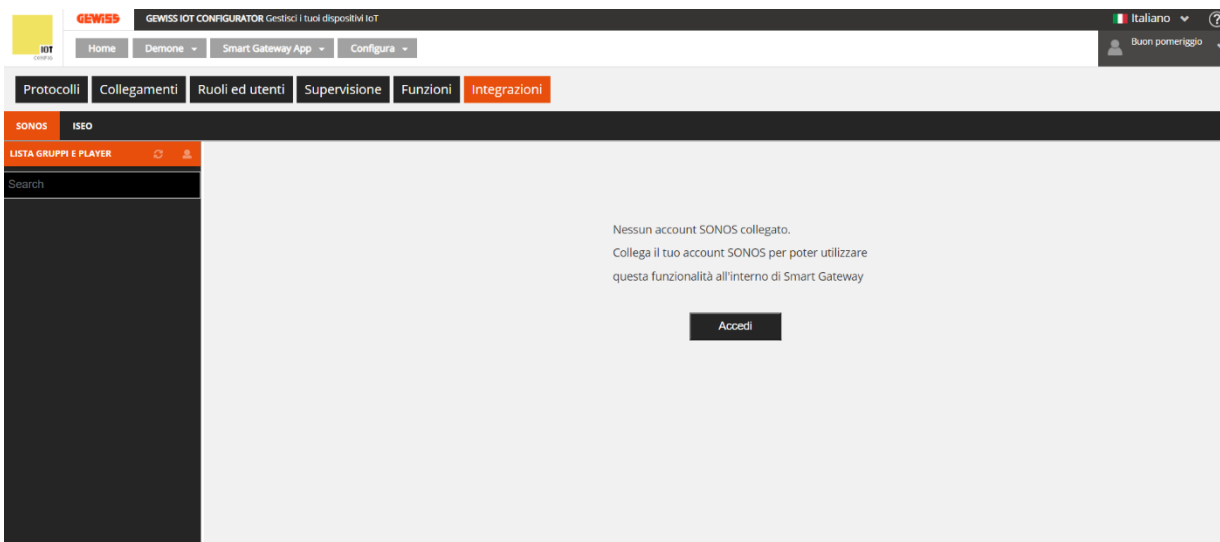 GEWISS
GEWISS IOT CONFIGURATOR Gestisci i tuoi dispositivi IoT
Italiano
?
IOT
Home
Demone
Smart Gateway App
Configura
Buon pomeriggio
Protocolli
Collegamenti
Ruoli ed utenti
Supervisione
Funzioni
Integrazioni
SONOS
ISEO
LISTA GRUPPI E PLAYER
Search
Nessun account SONOS collegato.
Collega il tuo account SONOS per poter utilizzare
questa funzionalità all'interno di Smart Gateway
Accedi